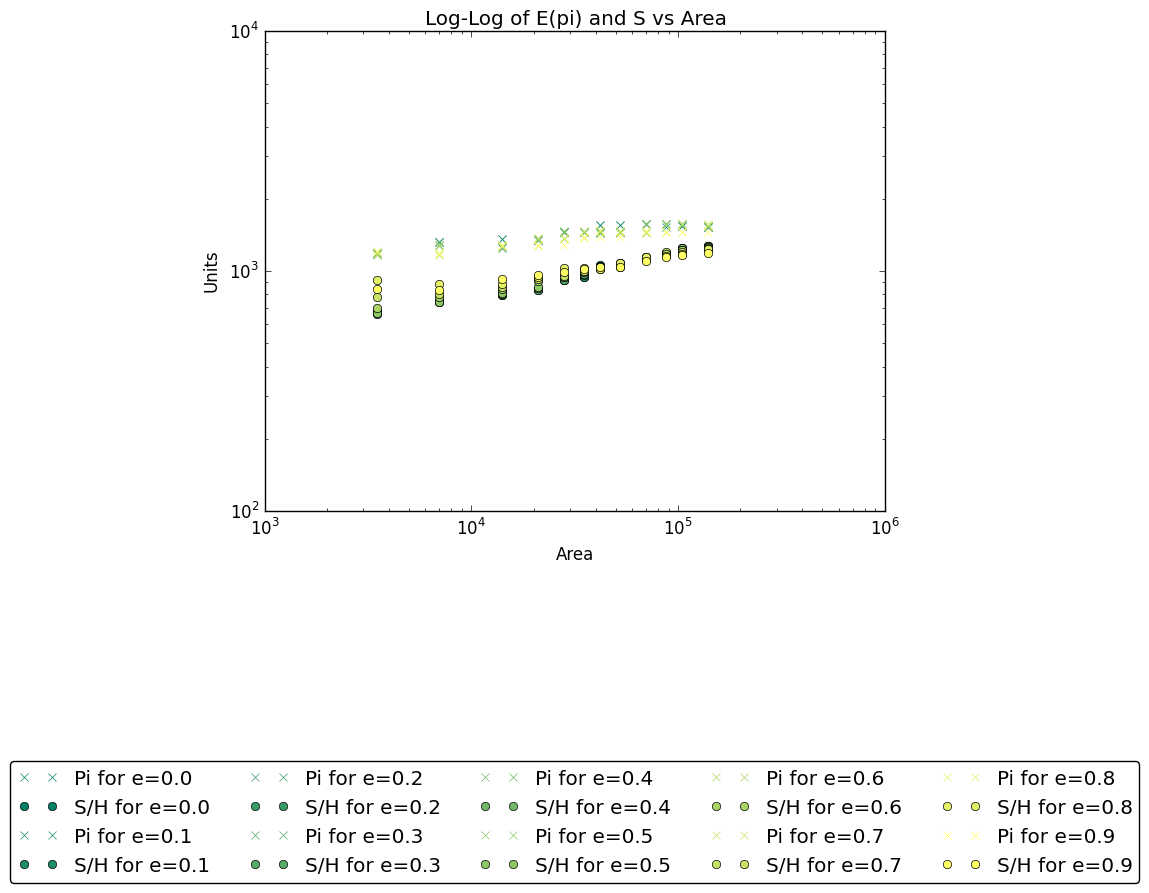 Log-Log of E(pi) and S vs Area
10^4
10^3
10^2
Units
10^3 10^4 10^5 10^6
Area
Pi for e=0.0 Pi for e=0.2 Pi for e=0.4 Pi for e=0.6 Pi for e=0.8
S/H for e=0.0 S/H for e=0.2 S/H for e=0.4 S/H for e=0.6 S/H for e=0.8
Pi for e=0.1 Pi for e=0.3 Pi for e=0.5 Pi for e=0.7 Pi for e=0.9
S/H for e=0.1 S/H for e=0.3 S/H for e=0.5 S/H for e=0.7 S/H for e=0.9